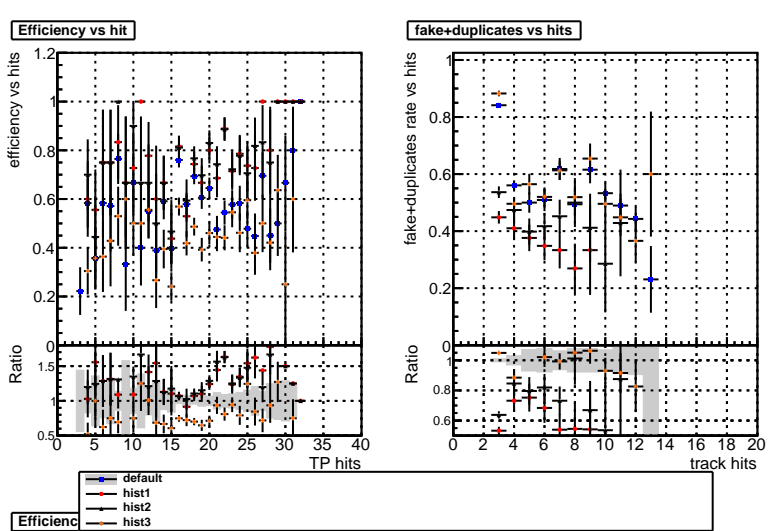 Efficiency vs hit
fake+duplicates vs hits
efficiency vs hits
1.2
1
0.8
0.6
0.4
0.2
0
fake+duplicates rate vs hits
1
0.8
0.6
0.4
0.2
0
Ratio
1.5
1
0.5
0 5 10 15 20 25 30 35 40
TP hits
Ratio
1
0.8
0.6
0 2 4 6 8 10 12 14 16 18 20
track hits
default
hist1
hist2
hist3
Efficienc